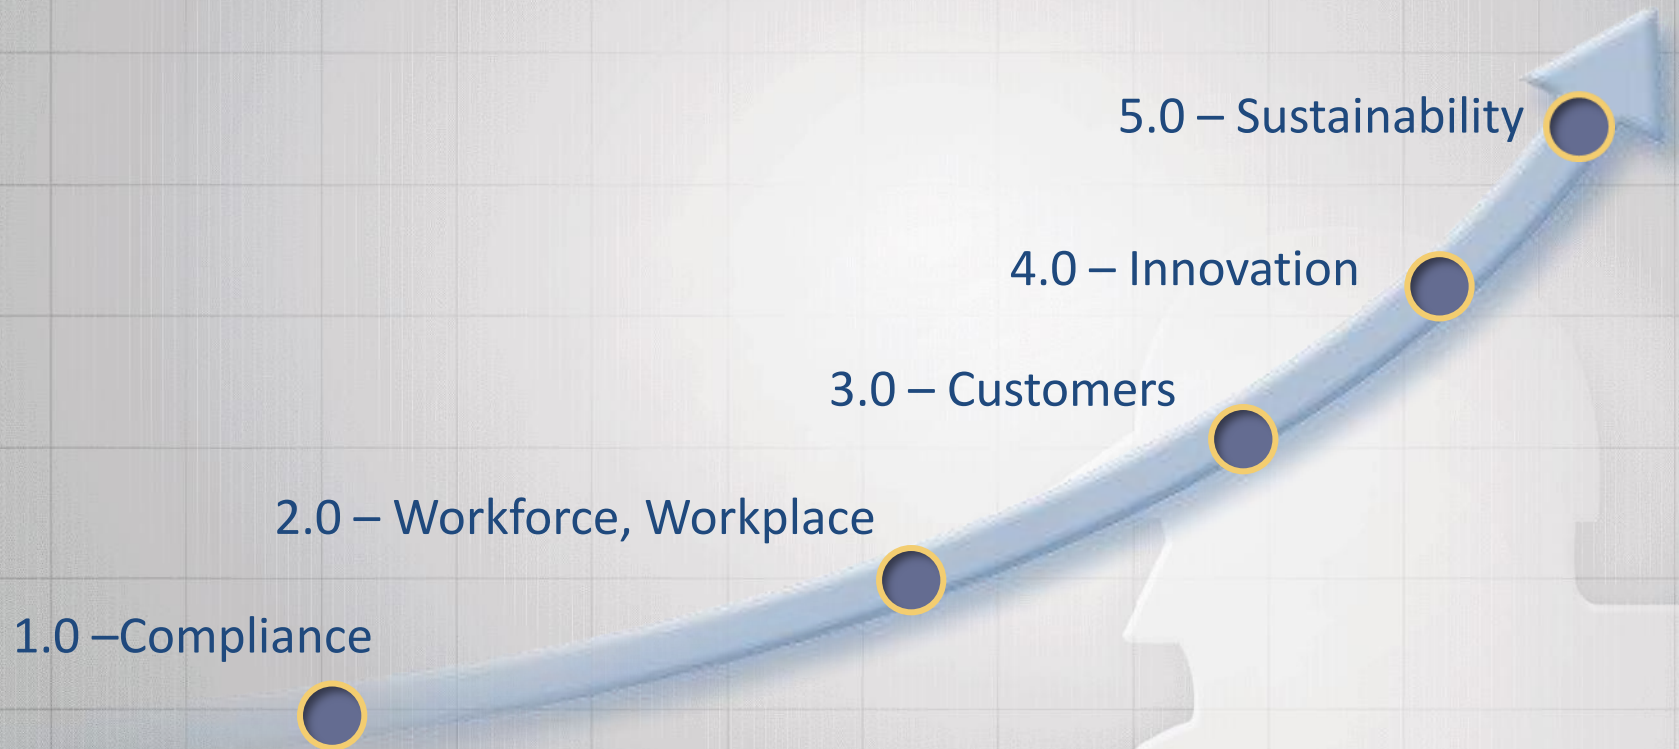 5.0 – Sustainability
4.0 – Innovation
3.0 – Customers
2.0 – Workforce, Workplace
1.0 –Compliance